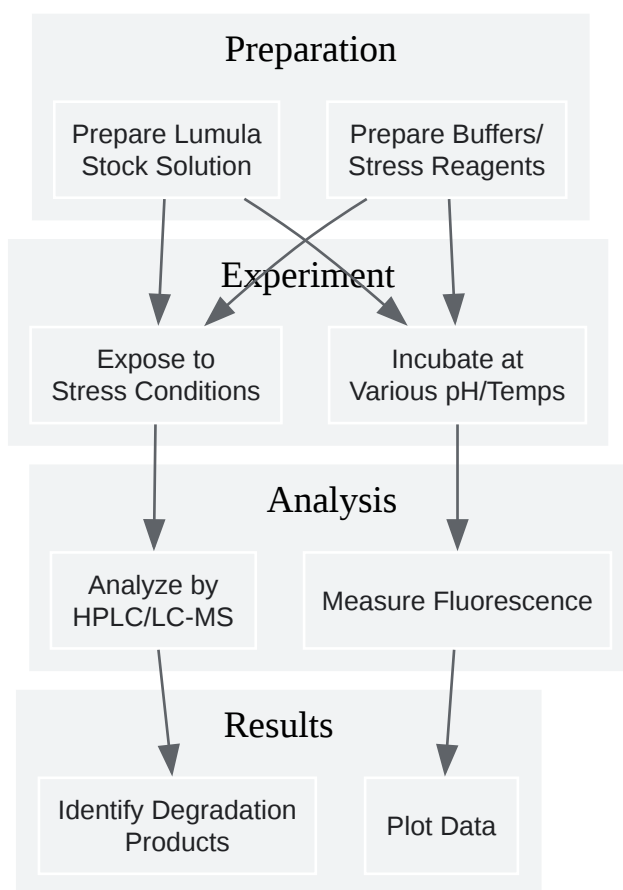 Preparation
Prepare Lumula
Stock Solution
Prepare Buffers/
Stress Reagents
Experiment
Expose to
Stress Conditions
Incubate at
Various pH/Temps
Analysis
Analyze by
HPLC/LC-MS
Measure Fluorescence
Results
Identify Degradation
Products
Plot Data